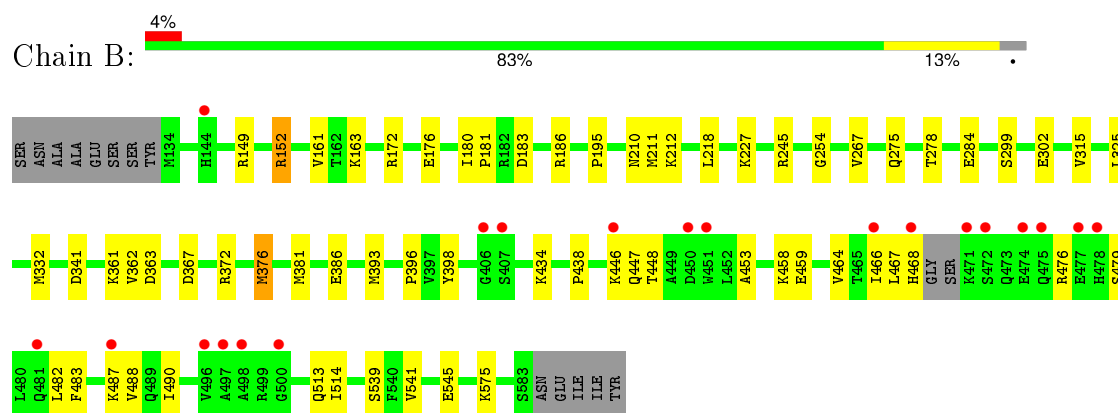 4%
Chain B:
83% 13% •
SER ASN ALA ALA GLU SER SER TYR M134 H144 R149 R152 V161 T162 K163 R172 E176 I180 P181 R182 D183 R186 P195 N210 M211 K212 L218 K227 R245 G254 V267 Q275 T278 E284 S299 E302 V315 L325
M332 D341 K361 V362 D363 D367 R372 M376 M381 E386 M393 P396 V397 Y398 G406 S407 K434 P438 K446 Q447 T448 A449 D450 W451 L452 A453 K458 E459 V464 T465 I466 L467 H468 GLY SER K471 S472 Q473 E474 Q475 R476 E477 H478 S479
L480 Q481 L482 F483 K487 V488 Q489 I490 V496 A497 A498 R499 G500 Q513 I514 S539 F540 V541 E545 K575 S583 ASN GLU ILE ILE TYR